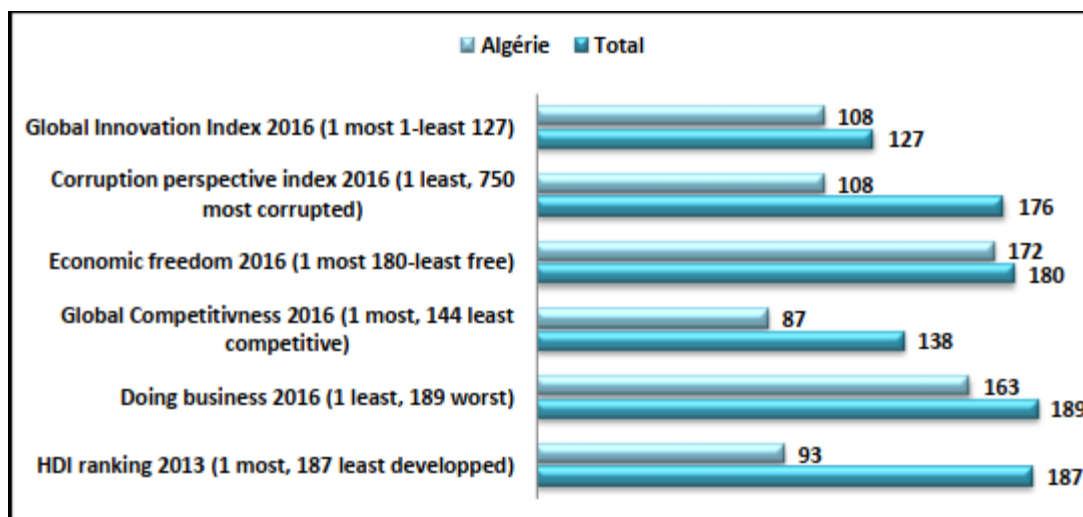 Algérie Total
Global Innovation Index 2016 (1 most 1-least 127)
108
127
Corruption perspective index 2016 (1 least, 750
most corrupted)
108
176
Economic freedom 2016 (1 most 180-least free)
172
180
Global Competitivness 2016 (1 most, 144 least
competitive)
87
138
Doing business 2016 (1 least, 189 worst)
163
189
HDI ranking 2013 (1 most, 187 least developped)
93
187